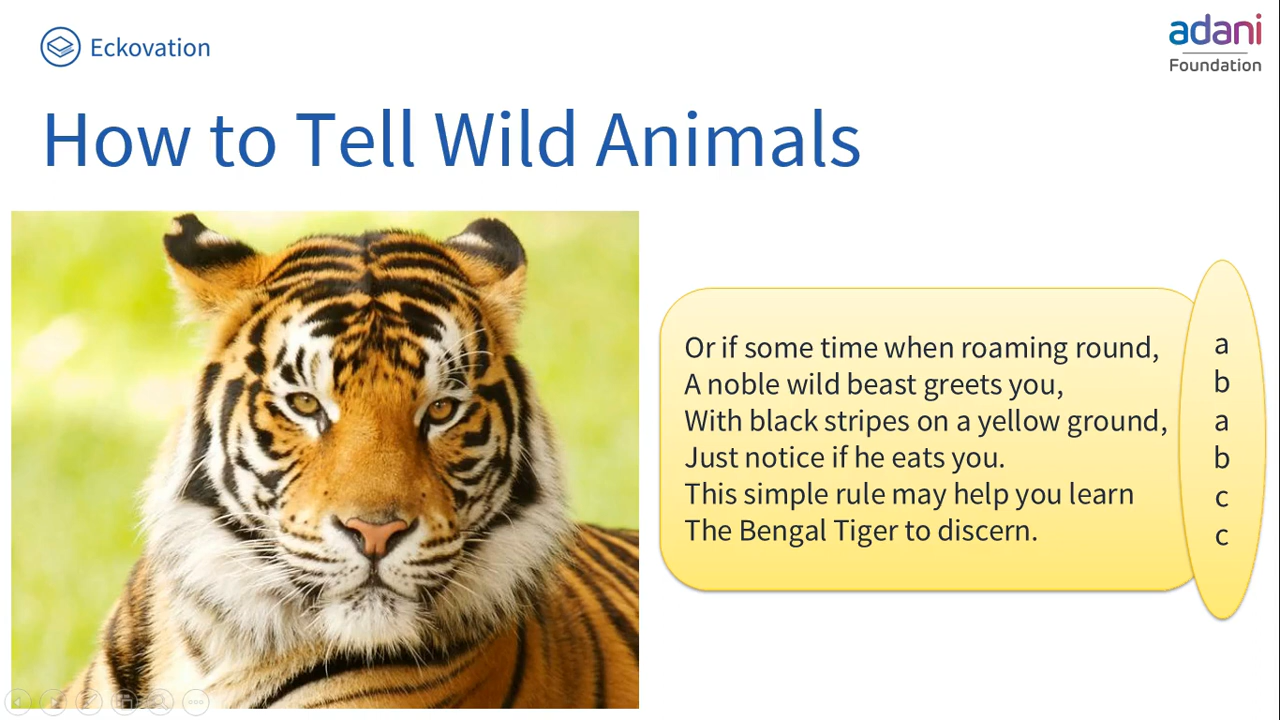 Eckovation
adani
Foundation
How to Tell Wild Animals
Or if some time when roaming round,
A noble wild beast greets you,
With black stripes on a yellow ground,
Just notice if he eats you.
This simple rule may help you learn
The Bengal Tiger to discern.
a
b
a
b
c
c